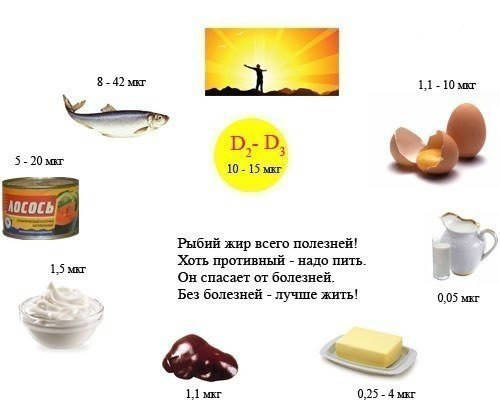 8 - 42 мкг
1,1 - 10 мкг
D2- D3
10 - 15 мкг
5 - 20 мкг
ЛОСОСЬ
Рыбий жир всего полезней!
Хоть противный - надо пить.
Он спасает от болезней.
Без болезней - лучше жить!
1,5 мкг
0,05 мкг
1,1 мкг
0,25 - 4 мкг